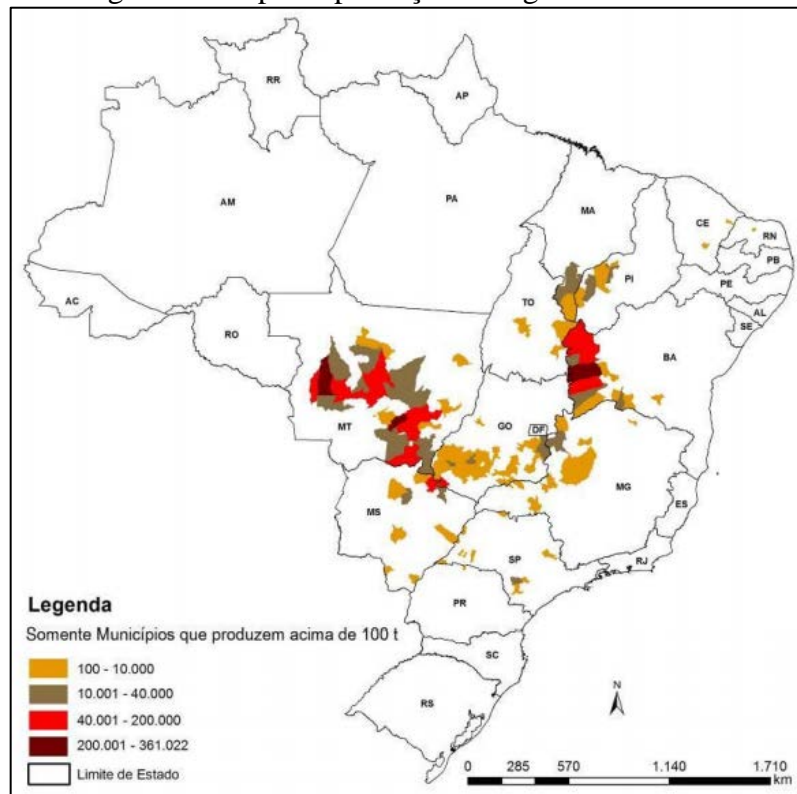 RR
AP
AM
PA
MA
CE
RN
PB
PI
PE
AL
SE
AC
TO
RO
BA
MT
GO
DF
MG
ES
MS
SP
RJ
PR
SC
RS
Legenda
Somente Municípios que produzem acima de 100 t
100 - 10.000
10.001 - 40.000
40.001 - 200.000
200.001 - 361.022
Limite de Estado
N
0 285 570 1.140 1.710
km